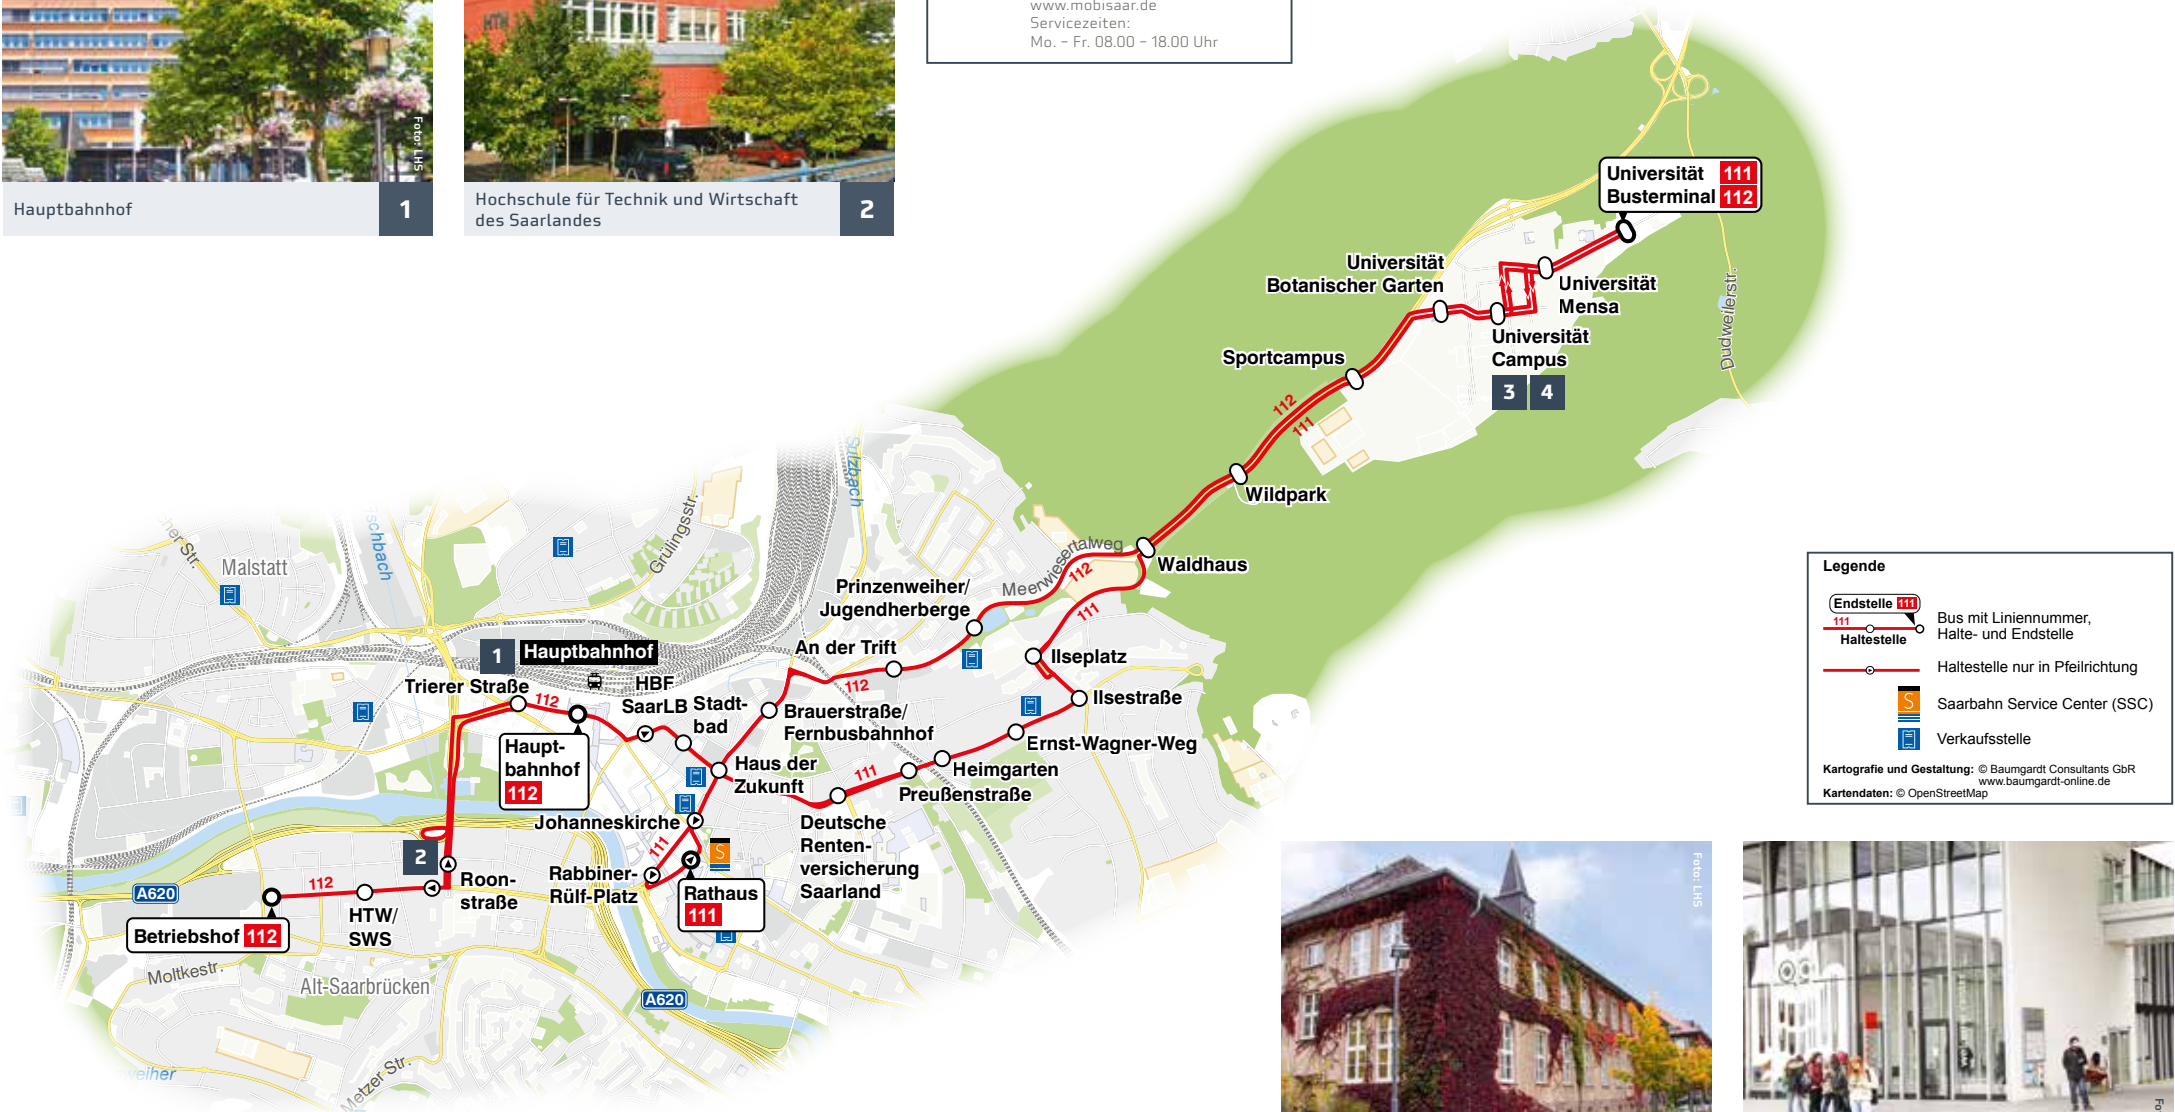 www.mobisaar.de
Servicezeiten:
Mo. – Fr. 08.00 – 18.00 Uhr
HTW
Foto: LHS
Hauptbahnhof
1
Hochschule für Technik und Wirtschaft
des Saarlandes
2
Universität 111
Busterminal 112
Universität
Botanischer Garten
Universität
Mensa
Universität
Campus
3 4
Dudweilerstr.
Sportcampus
112
111
Wildpark
Waldhaus
Meerwiesertalweg
112
111
Sulzbach
Grülingsstr.
Malstatt
Prinzenweiher/
Jugendherberge
An der Trift
112
Ilseplatz
Ilsestraße
Ernst-Wagner-Weg
Heimgarten
Preußenstraße
111
1
Hauptbahnhof
Trierer Straße
112
HBF
SaarLB
Stadt-
bad
Brauerstraße/
Fernbusbahnhof
Haupt-
bahnhof
112
Haus der
Zukunft
Johanneskirche
Deutsche
Renten-
versicherung
Saarland
111
S
Rabbiner-
Rülf-Platz
Rathaus
111
2
Roon-
straße
112
HTW/
SWS
A620
Betriebshof 112
Moltkestr.
Alt-Saarbrücken
A620
Metzer Str.
Legende
Endstelle 111
111
Haltestelle
Bus mit Liniennummer,
Halte- und Endstelle
Haltestelle nur in Pfeilrichtung
S
Saarbahn Service Center (SSC)
Verkaufsstelle
Kartografie und Gestaltung: © Baumgardt Consultants GbR
www.baumgardt-online.de
Kartendaten: © OpenStreetMap
Foto: LHS